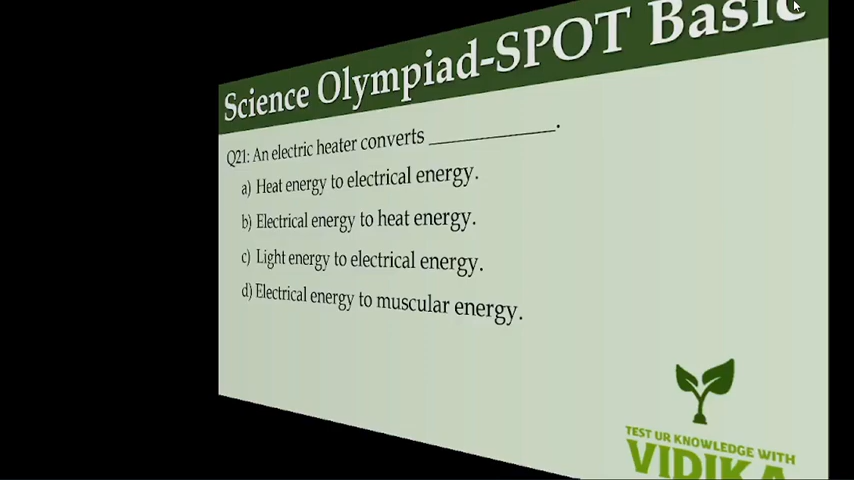 Science Olympiad-SPOT Basic
Q21: An electric heater converts ____________.
a) Heat energy to electrical energy.
b) Electrical energy to heat energy.
c) Light energy to electrical energy.
d) Electrical energy to muscular energy.
TEST UR KNOWLEDGE WITH
VIDIKA